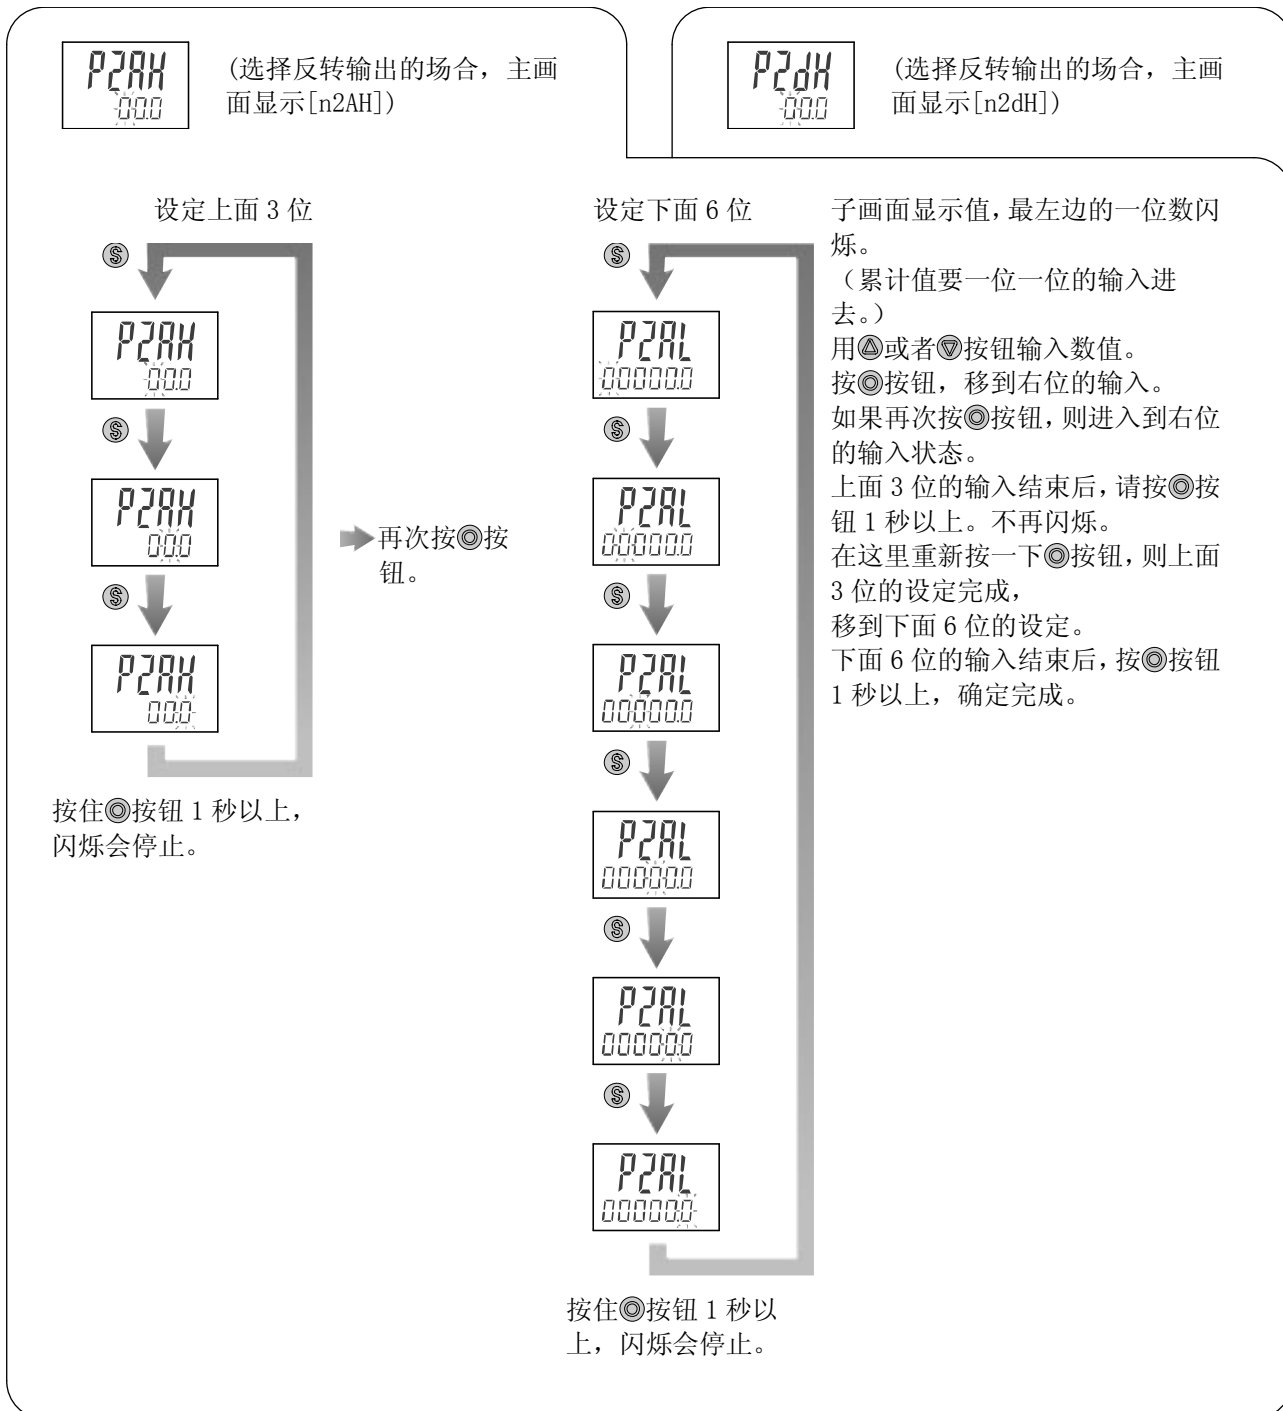 P2AH
00.0
(选择反转输出的场合，主画
面显示[n2AH])
P2dH
00.0
(选择反转输出的场合，主画
面显示[n2dH])
设定上面 3 位
S
P2AH
00.0
S
P2AH
00.0
S
P2AH
00.0
按住◎按钮 1 秒以上，
闪烁会停止。
再次按◎按
钮。
设定下面 6 位
S
P2AL
00000.0
S
P2AL
00000.0
S
P2AL
00000.0
S
P2AL
00000.0
S
P2AL
00000.0
S
P2AL
00000.0
按住◎按钮 1 秒以
上，闪烁会停止。
子画面显示值，最左边的一位数闪
烁。
（累计值要一位一位的输入进
去。）
用△或者▽按钮输入数值。
按◎按钮，移到右位的输入。
如果再次按◎按钮，则进入到右位
的输入状态。
上面 3 位的输入结束后，请按◎按
钮 1 秒以上。不再闪烁。
在这里重新按一下◎按钮，则上面
3 位的设定完成，
移到下面 6 位的设定。
下面 6 位的输入结束后，按◎按钮
1 秒以上，确定完成。